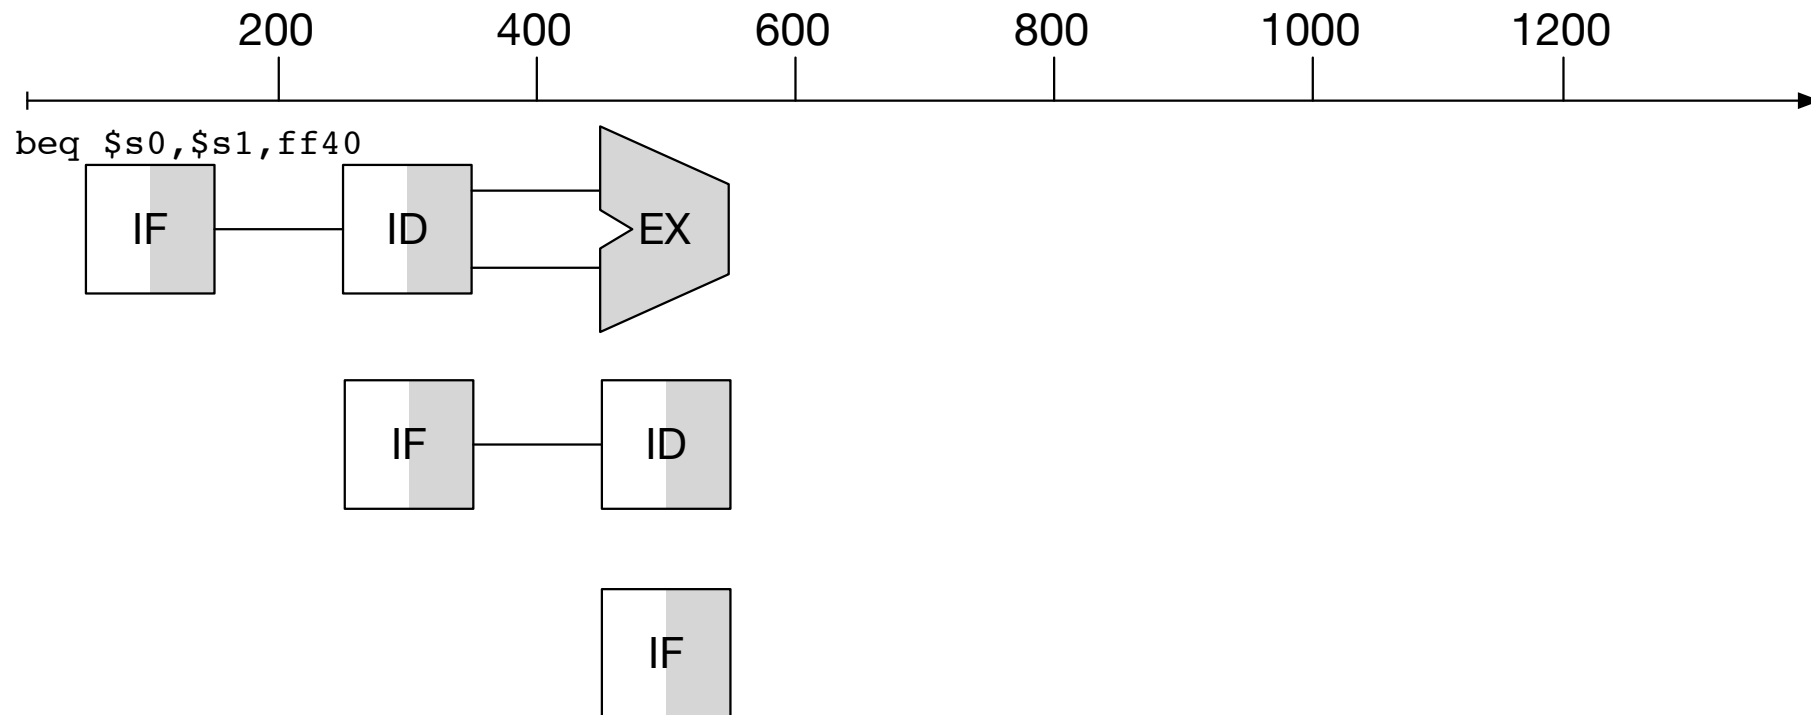 200 400 600 800 1000 1200
beq $s0,$s1,ff40
IF ID EX
IF ID
IF